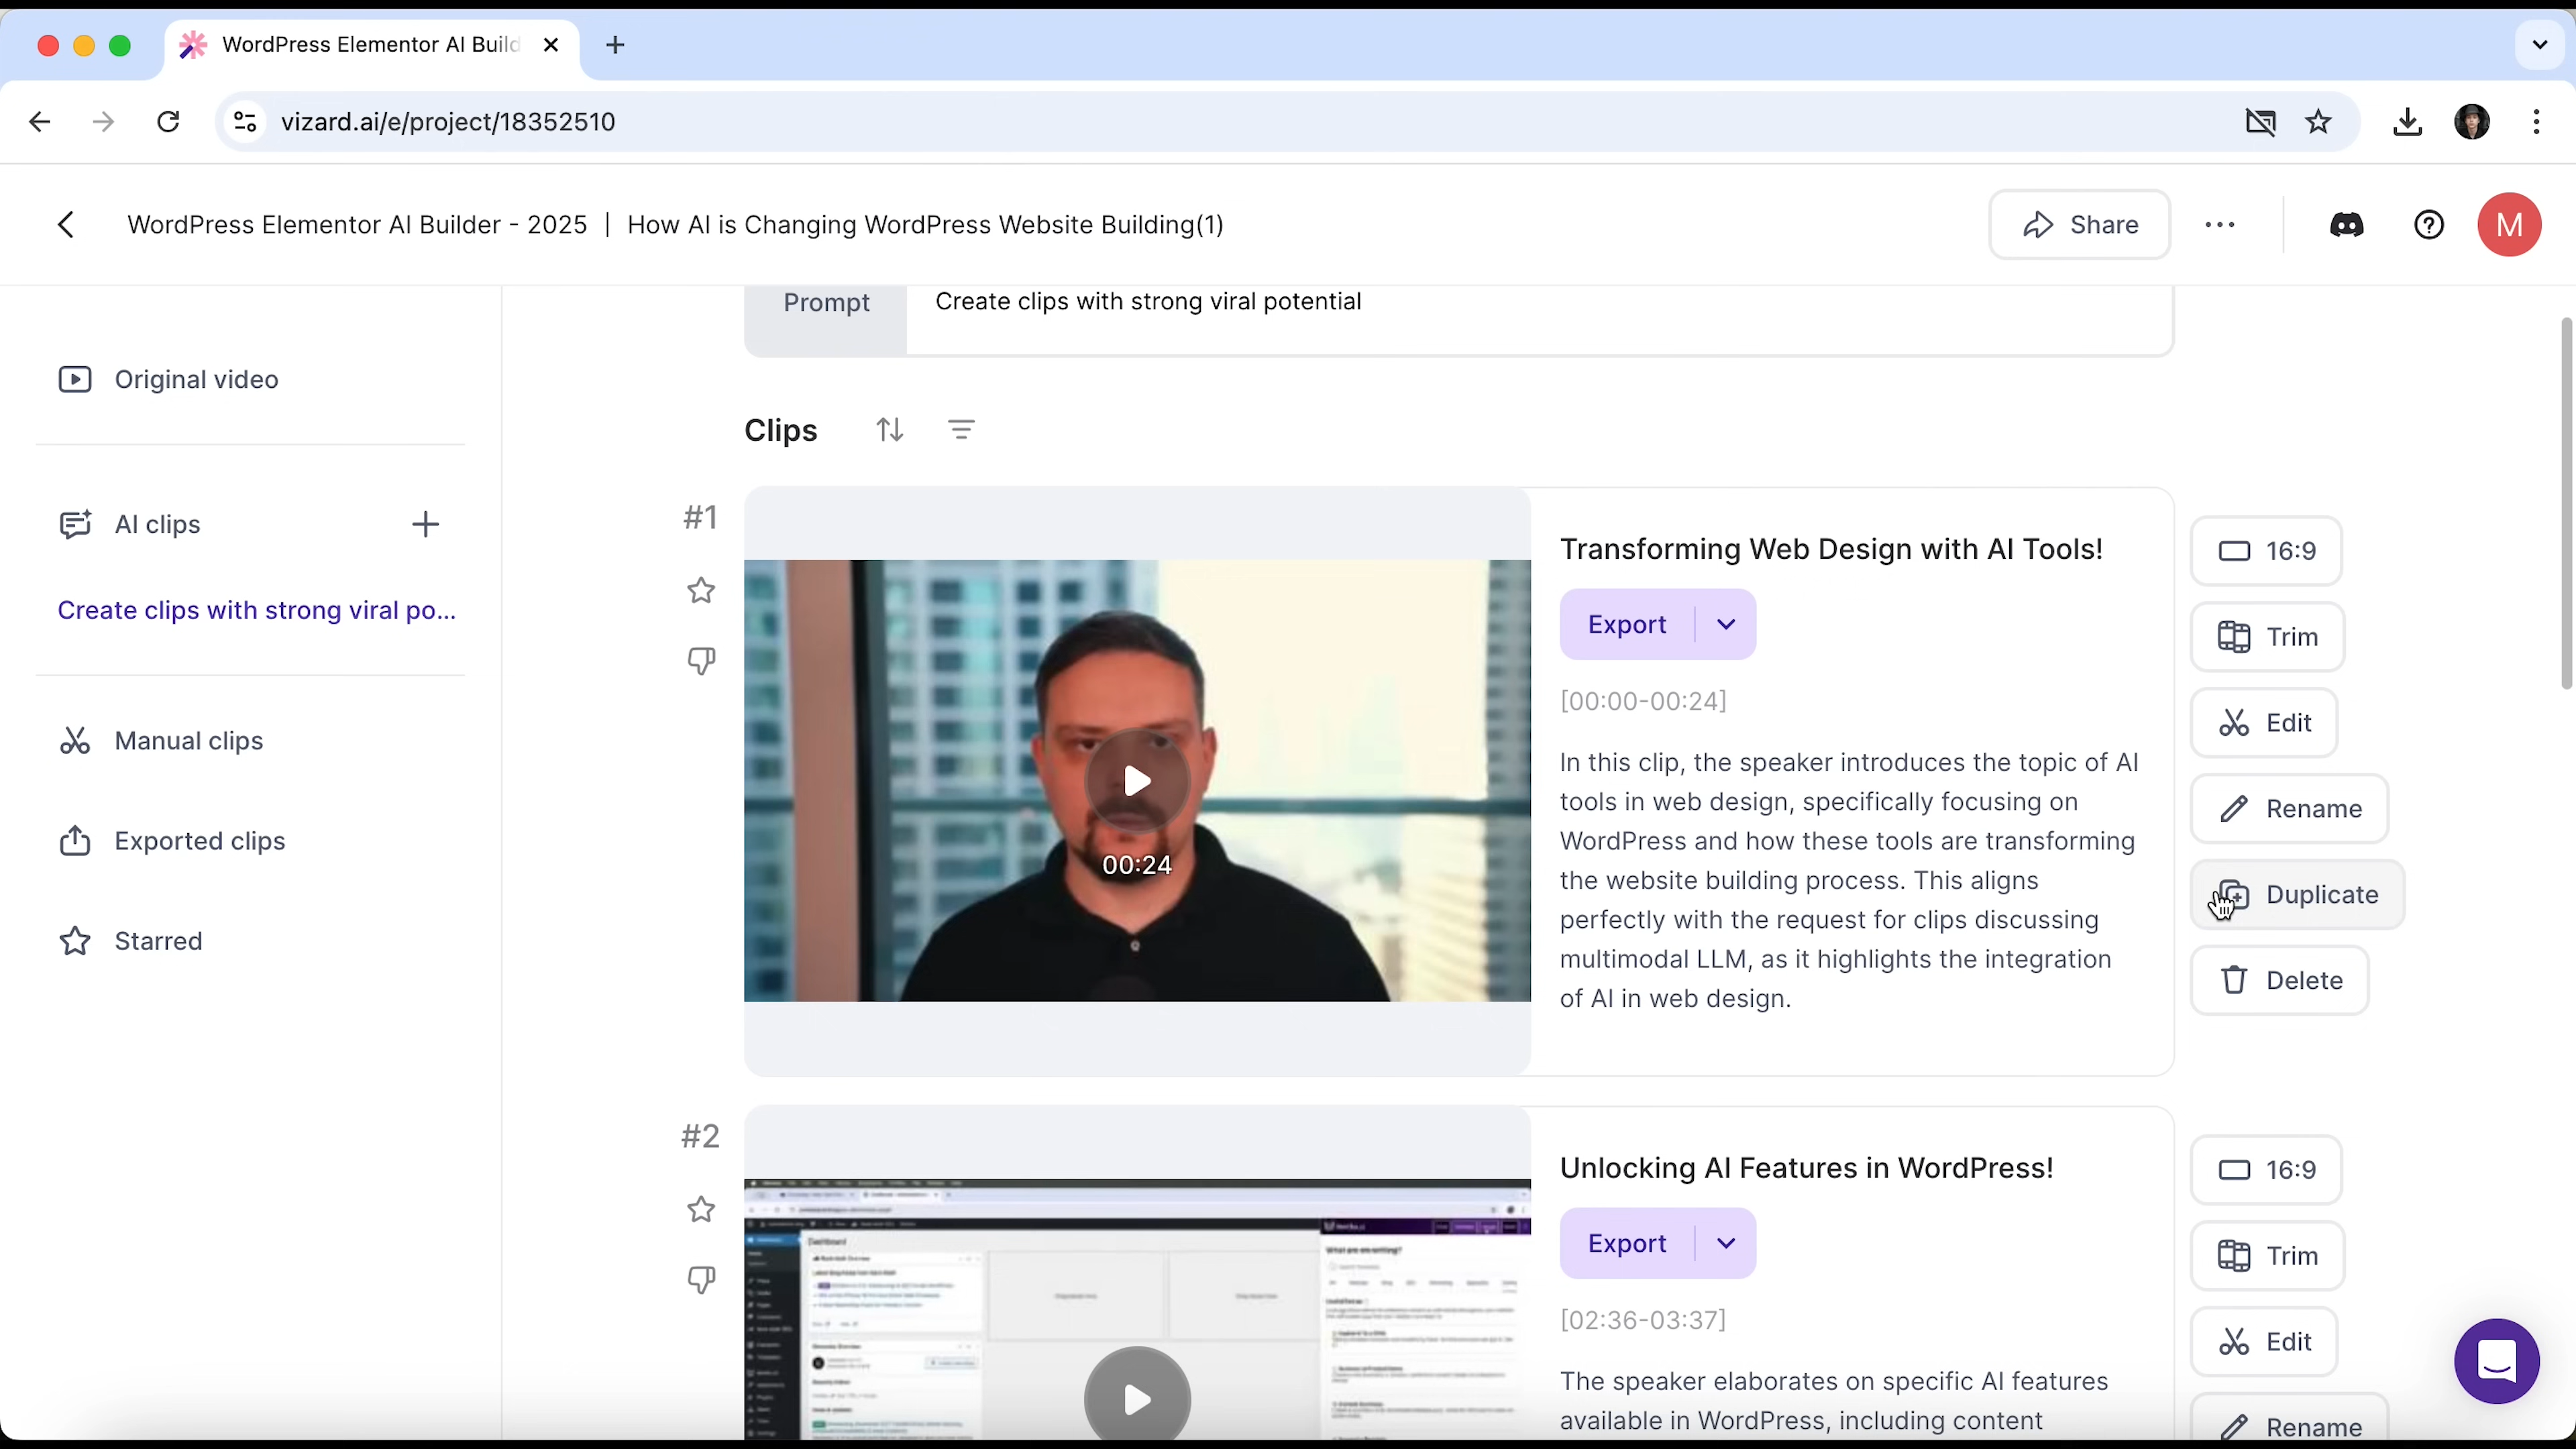 WordPress Elementor AI Build
vizard.ai/e/project/18352510
WordPress Elementor AI Builder - 2025 | How AI is Changing WordPress Website Building(1)
Share
M
Prompt
Create clips with strong viral potential
Original video
Clips
AI clips
Create clips with strong viral po...
Manual clips
Exported clips
Starred
#1
00:24
Transforming Web Design with AI Tools!
Export
[00:00-00:24]
In this clip, the speaker introduces the topic of AI
tools in web design, specifically focusing on
WordPress and how these tools are transforming
the website building process. This aligns
perfectly with the request for clips discussing
multimodal LLM, as it highlights the integration
of AI in web design.
16:9
Trim
Edit
Rename
Duplicate
Delete
#2
Dashboard
What are we writing?
Unlocking AI Features in WordPress!
Export
[02:36-03:37]
The speaker elaborates on specific AI features
available in WordPress, including content
16:9
Trim
Edit
Rename